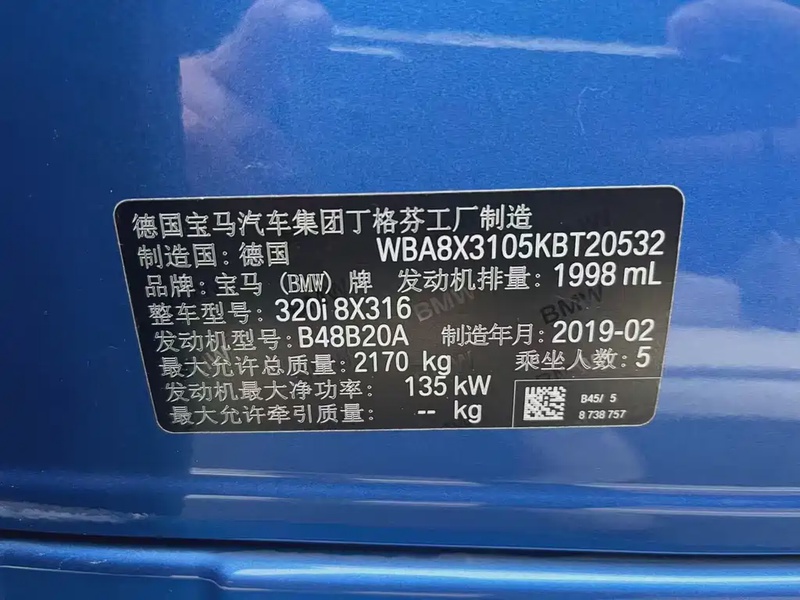 德国宝马汽车集团丁格芬工厂制造
制造国：德国 WBA8X3105KBT20532
品牌：宝马 (BMW) 牌 发动机排量：1998 mL
整车型号：320i 8X316
发动机型号：B48B20A 制造年月：2019-02
最大允许总质量：2170 kg 乘坐人数：5
发动机最大净功率：135 kW
最大允许牵引质量：-- kg
B45/ 5
8 738 757
BMW
BMW